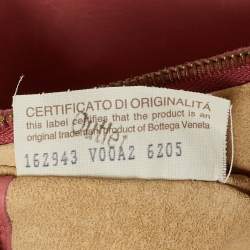 CERTIFICATO DI ORIGINALITÀ
this label certifies that the product is an
original trademark product of Bottega Veneta
16Z943 V00A2 6205